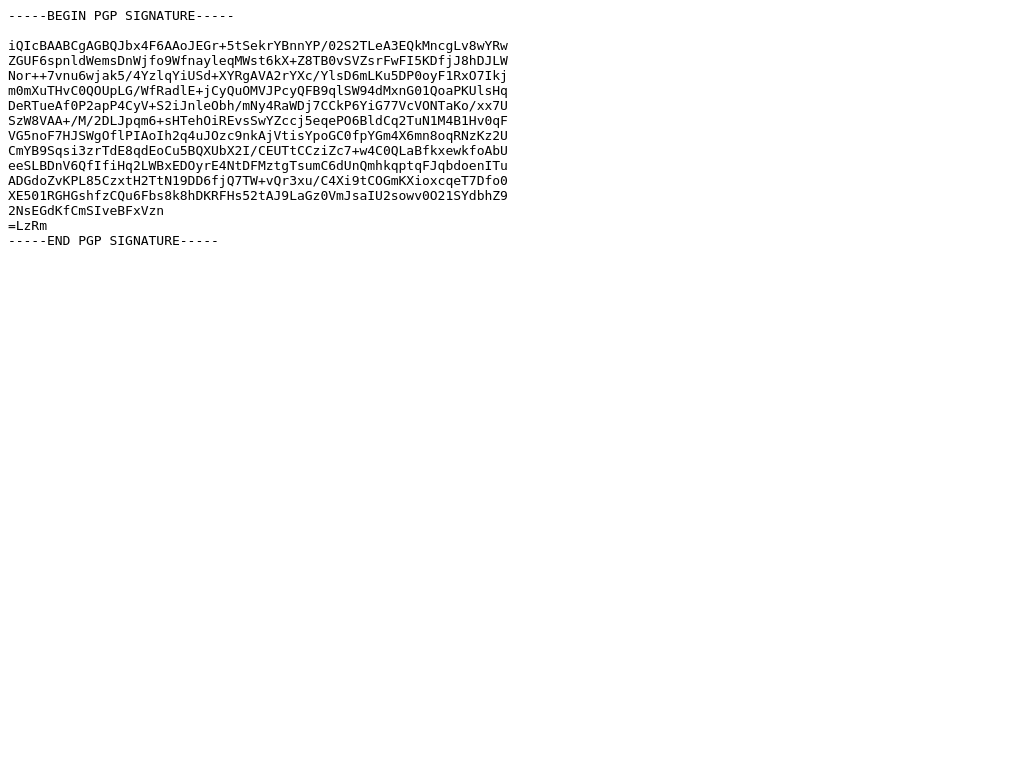 -----BEGIN PGP SIGNATURE-----

iQIcBAABCgAGBQJbx4F6AAoJEGr+5tSekrYBnnYP/02S2TLeA3EQkMncgLv8wYRw
ZGUF6spnldWemsDnWjfo9WfnayleqMWst6kX+Z8TB0vSVZsrFwFI5KDfjJ8hDJLW
Nor++7vnu6wjak5/4YzlqYiUSd+XYRgAVA2rYXc/YlsD6mLKu5DP0oyF1RxO7Ikj
m0mXuTHvC0QOUpLG/WfRadlE+jCyQuOMVJPcyQFB9qlSW94dMxnG01QoaPKUlsHq
DeRTueAf0P2apP4CyV+S2iJnleObh/mNy4RaWDj7CCkP6YiG77VcVONTaKo/xx7U
SzW8VAA+/M/2DLJpqm6+sHTehOiREvsSwYZccj5eqePO6BldCq2TuN1M4B1Hv0qF
VG5noF7HJSWgOflPIAoIh2q4uJOzc9nkAjVtisYpoGC0fpYGm4X6mn8oqRNzKz2U
CmYB9Sqsi3zrTdE8qdEoCu5BQXUbX2I/CEUTtCCziZc7+w4C0QLaBfkxewkfoAbU
eeSLBDnV6QfIfiHq2LWBxEDOyrE4NtDFMztgTsumC6dUnQmhkqptqFJqbdoenITu
ADGdoZvKPL85CzxtH2TtN19DD6fjQ7TW+vQr3xu/C4Xi9tCOGmKXioxcqeT7Dfo0
XE501RGHGshfzCQu6Fbs8k8hDKRFHs52tAJ9LaGz0VmJsaIU2sowv0O21SYdbhZ9
2NsEGdKfCmSIveBFxVzn
=LzRm
-----END PGP SIGNATURE-----